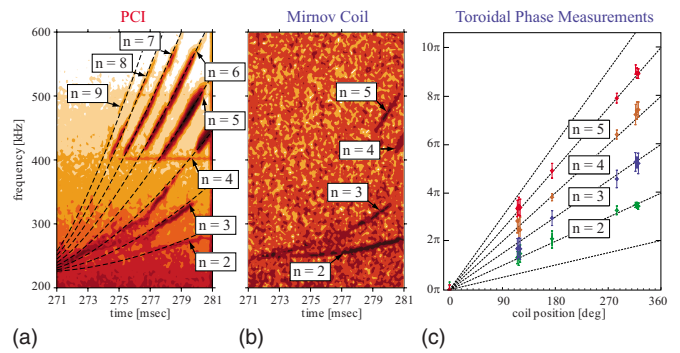 PCI
Mirnov Coil
Toroidal Phase Measurements
600
500
400
300
200
frequency [kHz]
n = 7
n = 8
n = 9
n = 6
n = 5
n = 4
n = 3
n = 2
271
273
275
277
279
281
time [msec]
(a)
n = 5
n = 4
n = 3
n = 2
271
273
275
277
279
281
time [msec]
(b)
10π
8π
6π
4π
2π
0π
n = 5
n = 4
n = 3
n = 2
0
90
180
270
360
coil position [deg]
(c)